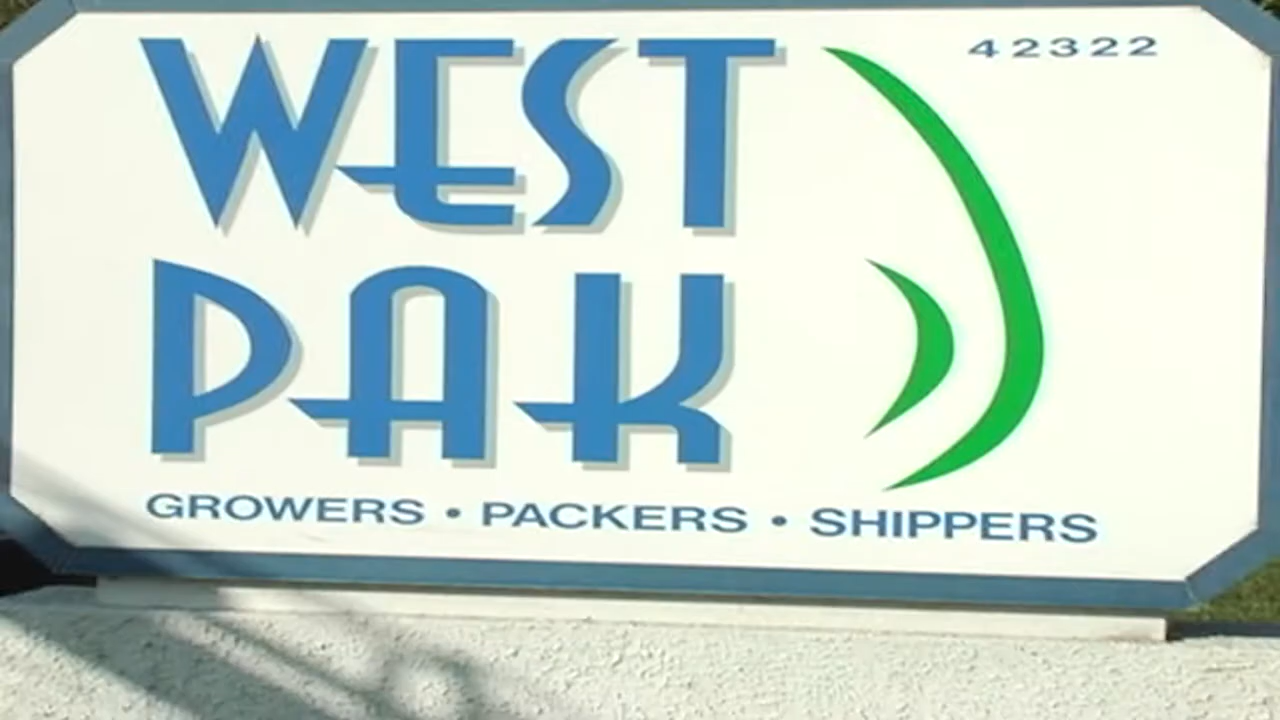 42322
WEST
PAK
GROWERS • PACKERS • SHIPPERS